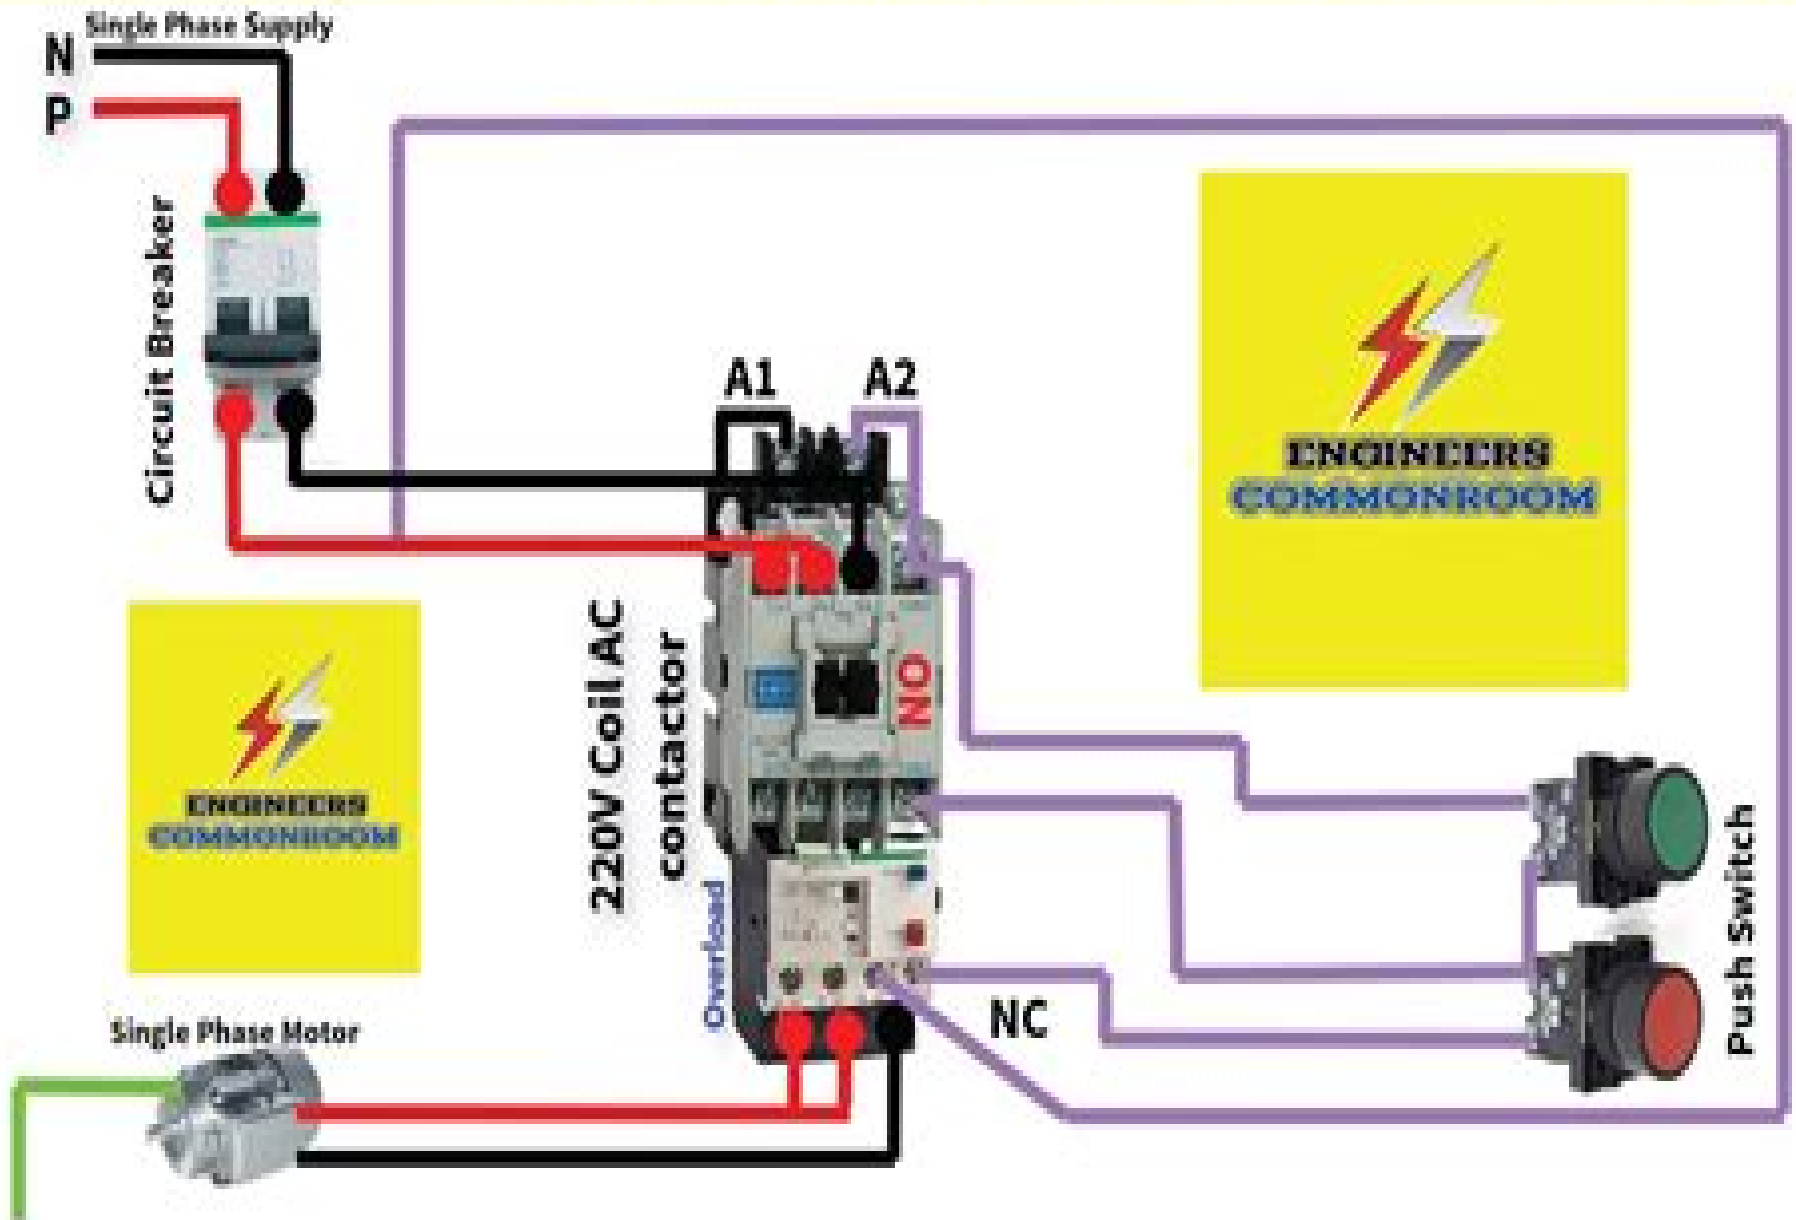 Single Phase Supply
N
P
Circuit Breaker
A1
A2
ENGINEERS
COMMONROOM
220V Coil AC
contactor
NO
ENGINEERS
COMMONROOM
Overload
Push Switch
NC
Single Phase Motor